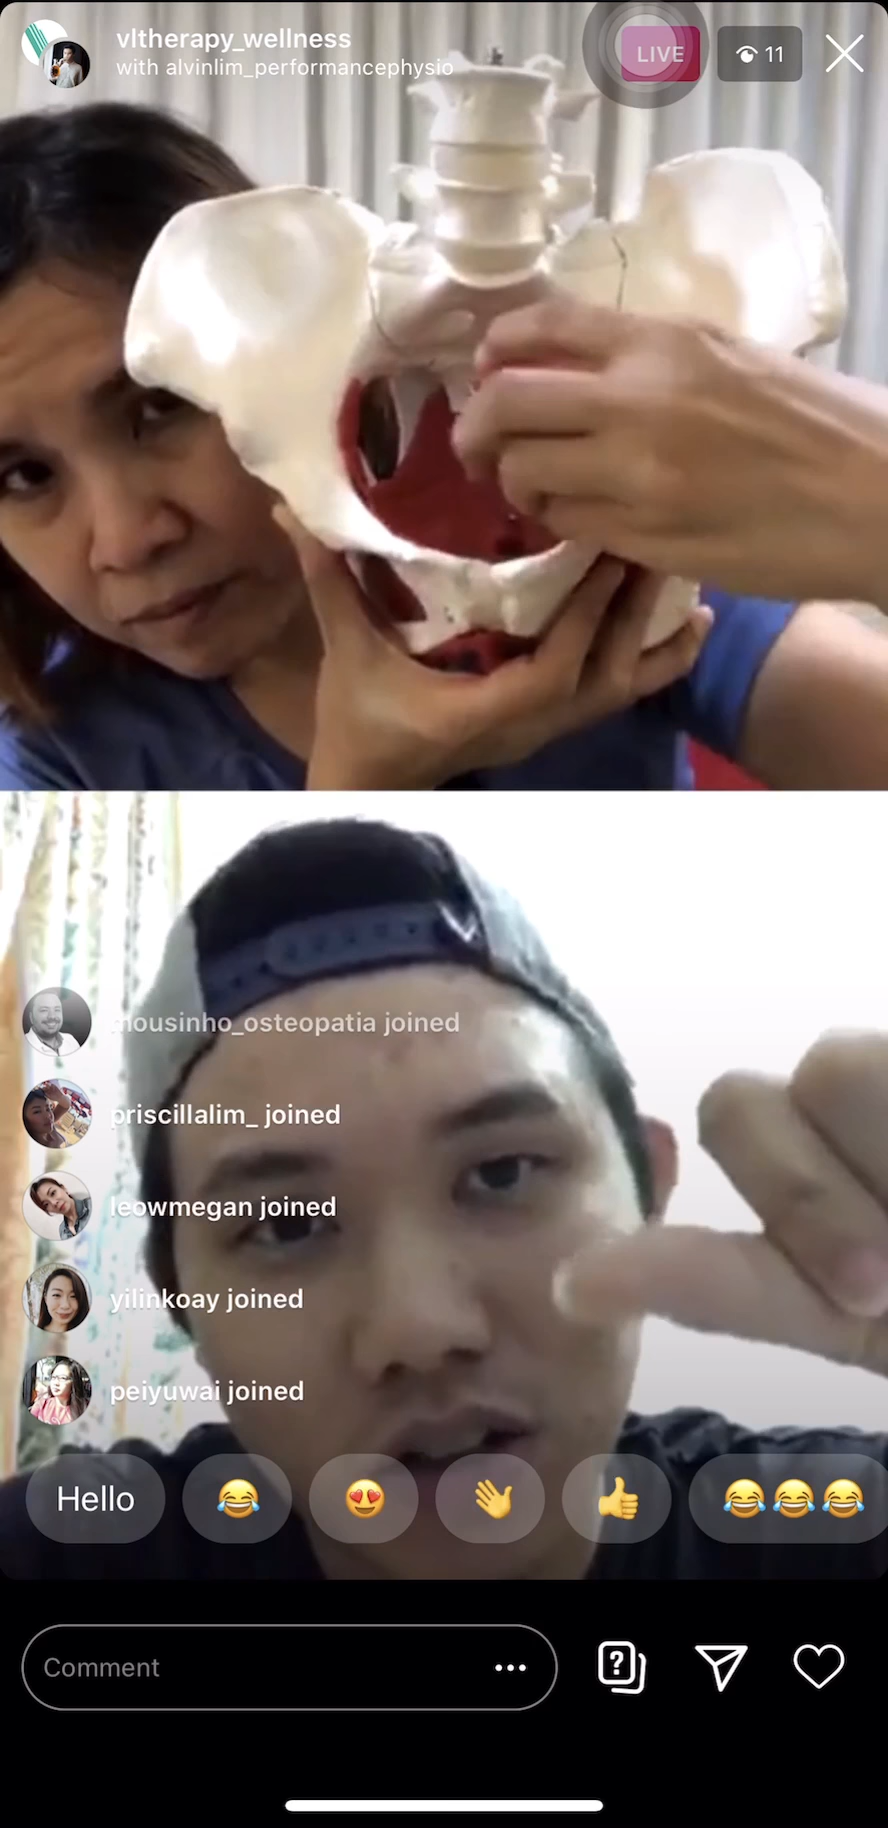 vltherapy_wellness
with alvinlim_performancephysio
LIVE
11
mousinho_osteopatia joined
priscillalim_ joined
leowmegan joined
yilinkoay joined
peiyuwai joined
Hello
Comment
?